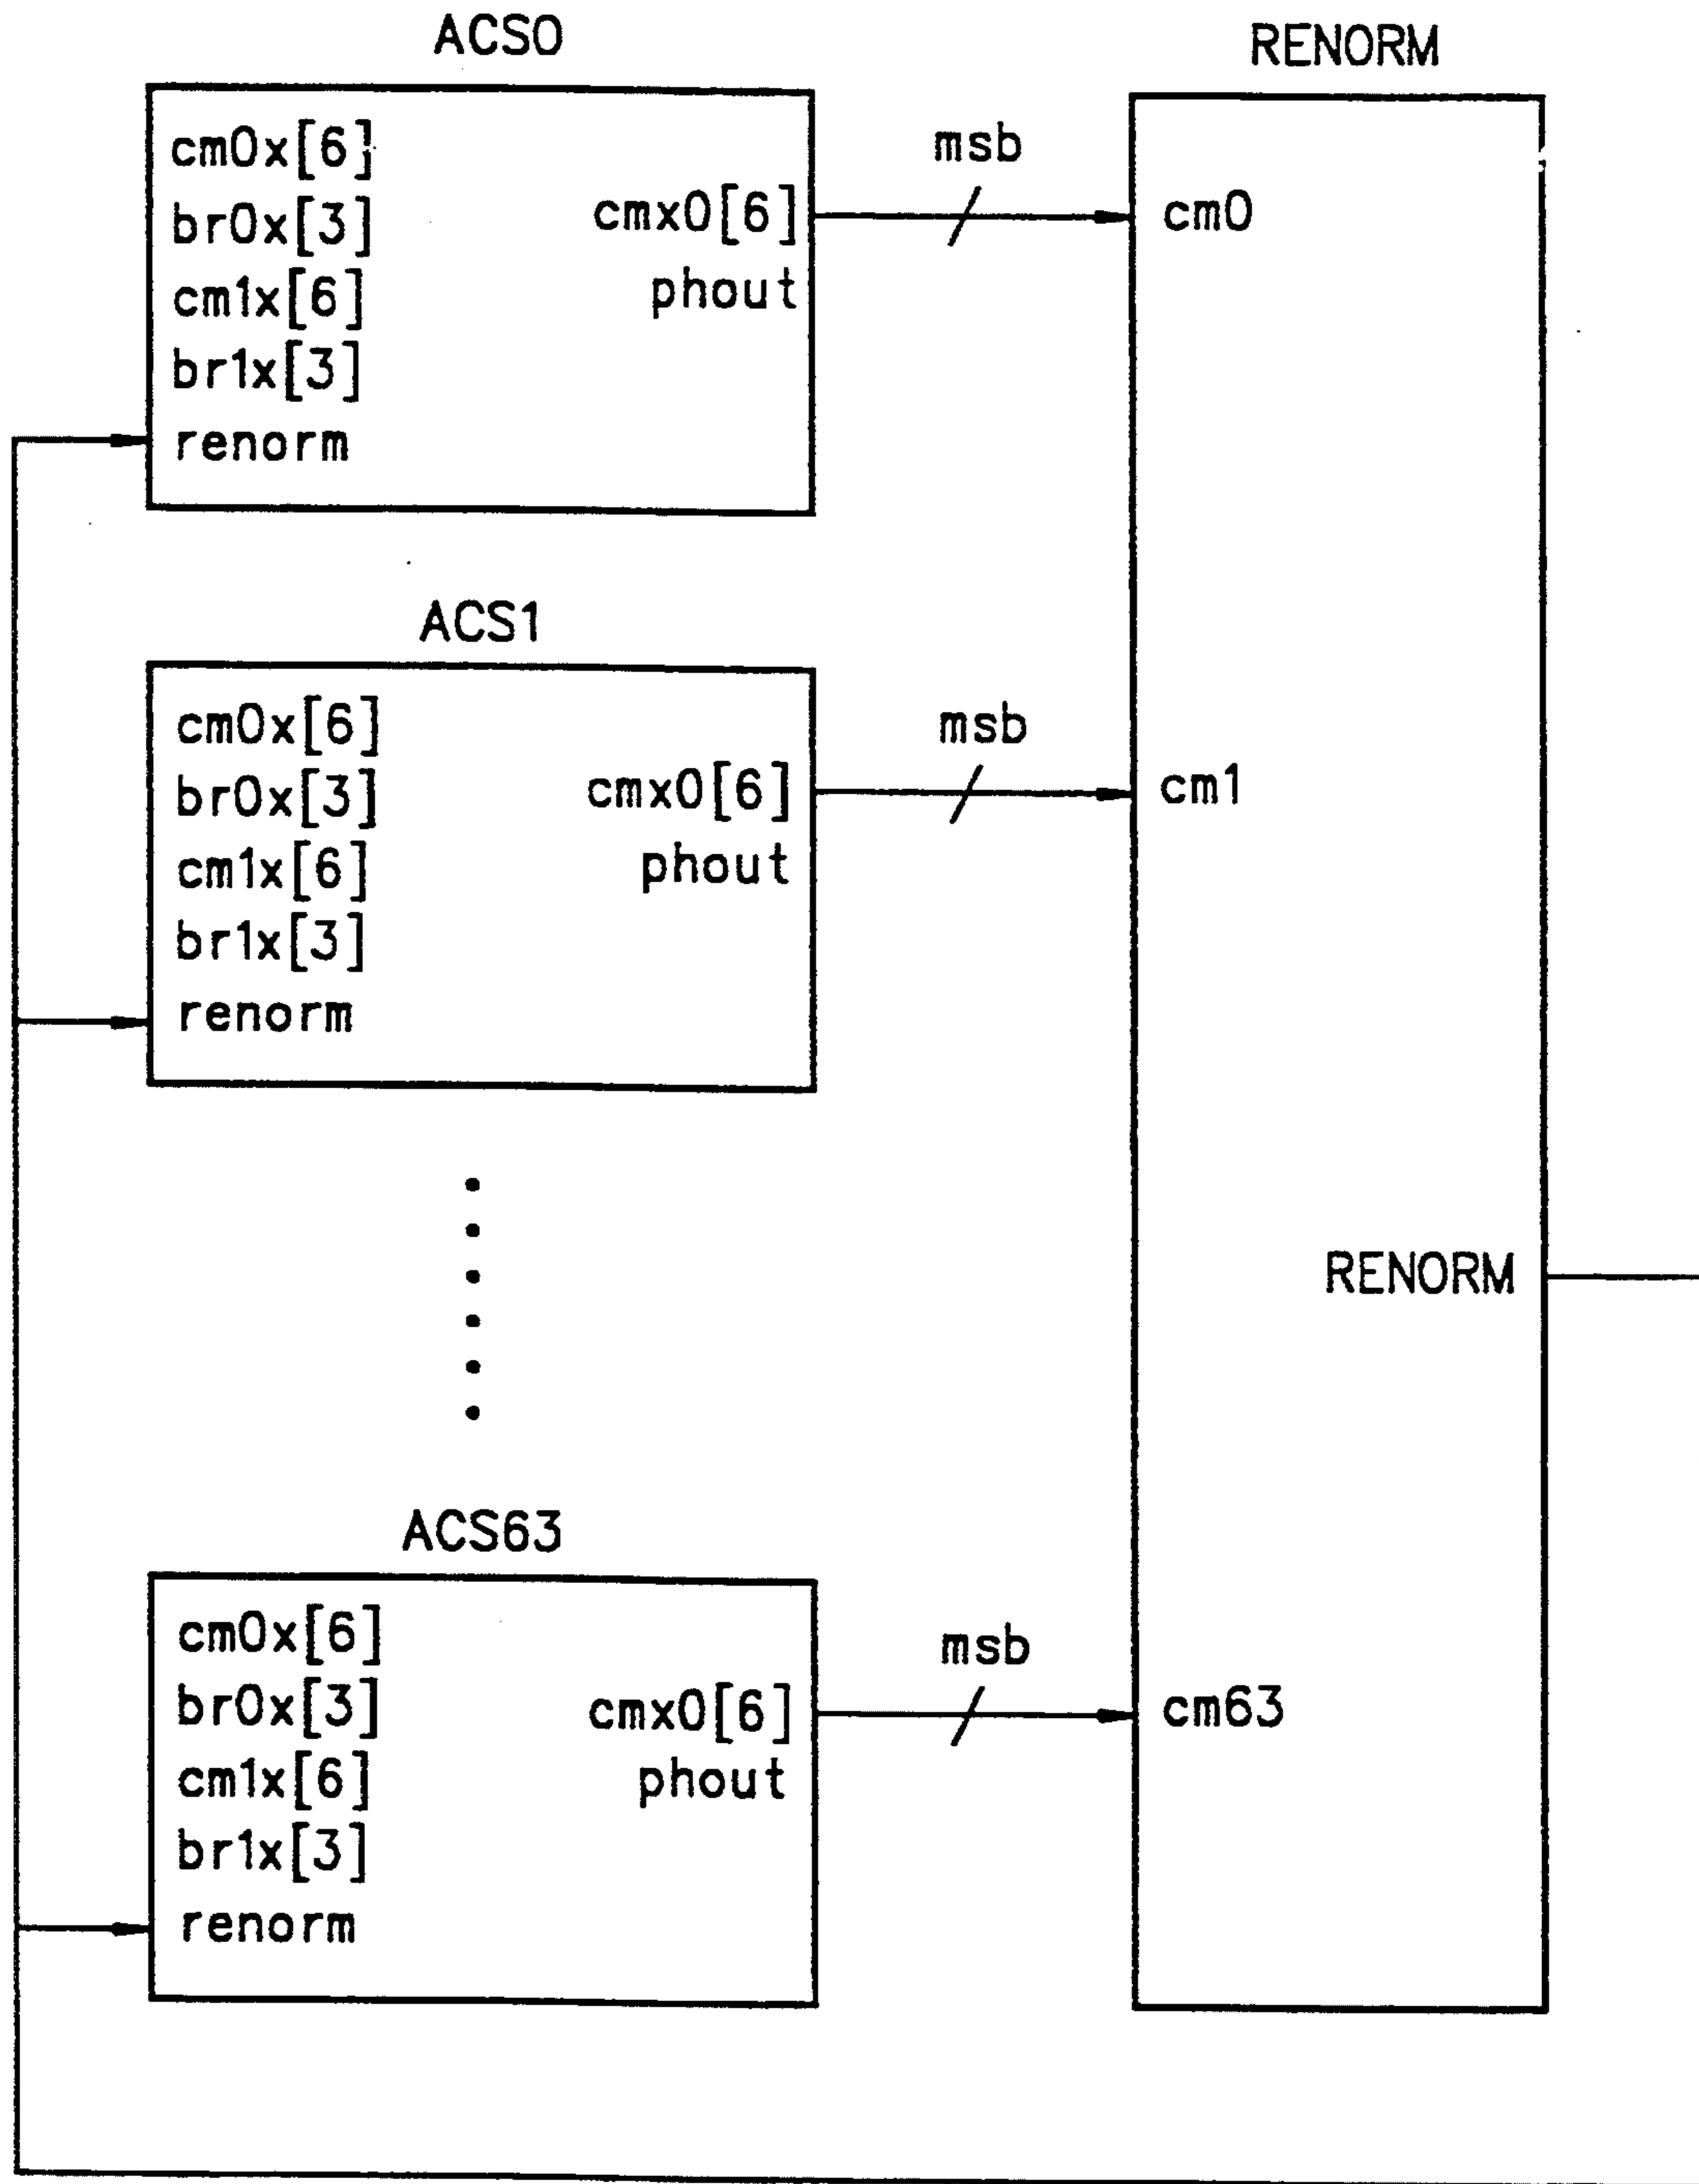 ACS0
RENORM
cm0x[6]
br0x[3]
cm1x[6]
br1x[3]
renorm
cmx0[6]
phout
msb
cm0
ACS1
cm0x[6]
br0x[3]
cm1x[6]
br1x[3]
renorm
cmx0[6]
phout
msb
cm1
RENORM
ACS63
cm0x[6]
br0x[3]
cm1x[6]
br1x[3]
renorm
cmx0[6]
phout
msb
cm63